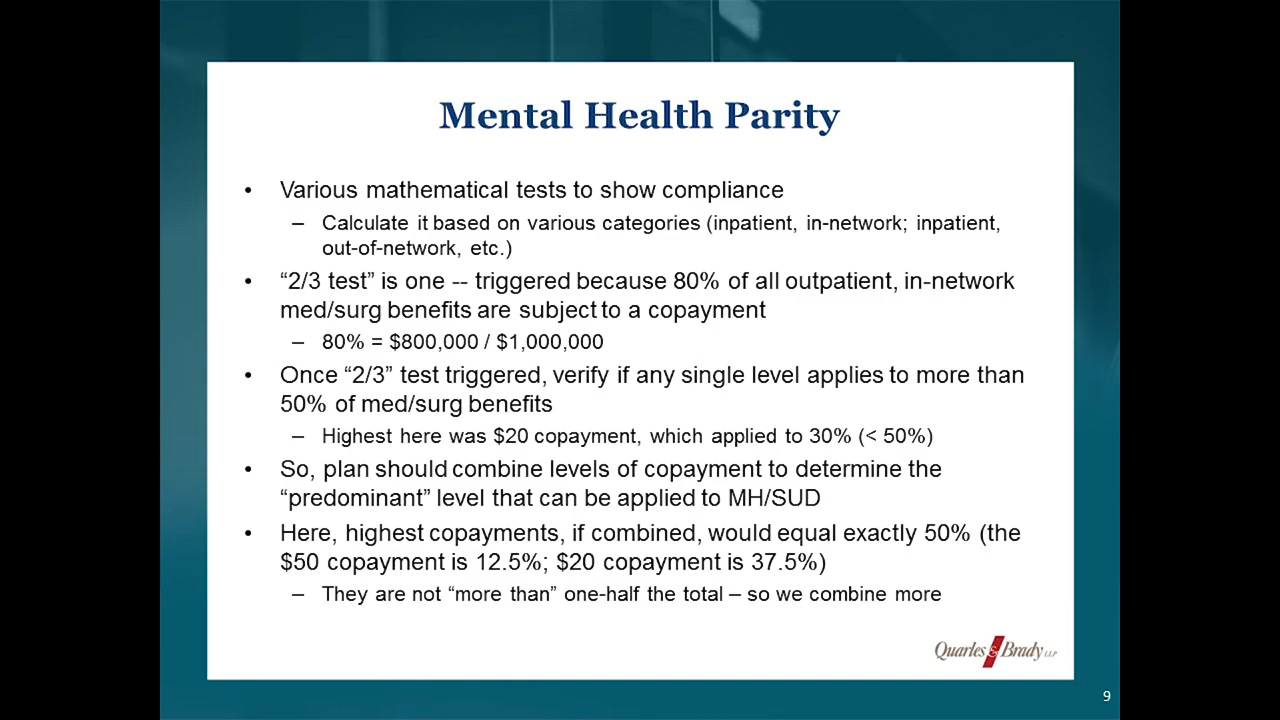 Mental Health Parity
• Various mathematical tests to show compliance
– Calculate it based on various categories (inpatient, in-network; inpatient,
out-of-network, etc.)
• “2/3 test” is one -- triggered because 80% of all outpatient, in-network
med/surg benefits are subject to a copayment
– 80% = $800,000 / $1,000,000
• Once “2/3” test triggered, verify if any single level applies to more than
50% of med/surg benefits
– Highest here was $20 copayment, which applied to 30% (< 50%)
• So, plan should combine levels of copayment to determine the
“predominant” level that can be applied to MH/SUD
• Here, highest copayments, if combined, would equal exactly 50% (the
$50 copayment is 12.5%; $20 copayment is 37.5%)
– They are not “more than” one-half the total – so we combine more
Quarles & Brady LLP
9